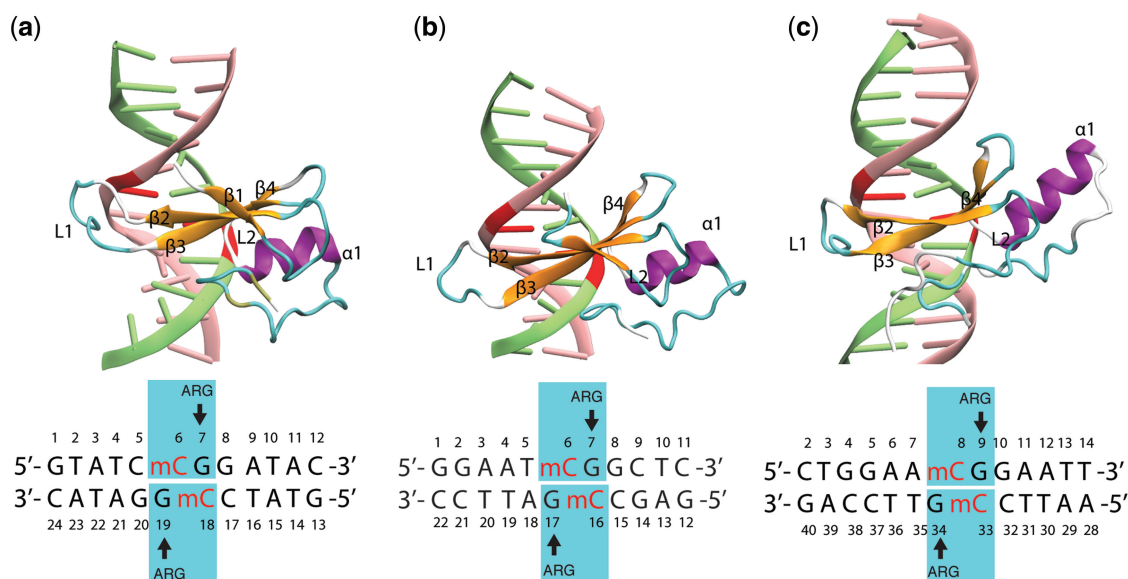 (a)
β1
β4
β2
L1
β3
L2
α1
ARG
1 2 3 4 5 6 7 8 9 10 11 12
5′- G T A T C mC G G A T A C -3′
3′- C A T A G G mC C T A T G -5′
24 23 22 21 20 19 18 17 16 15 14 13
ARG
(b)
β4
α1
L1
β2
β3
L2
ARG
1 2 3 4 5 6 7 8 9 10 11
5′- G G A A T mC G G C T C -3′
3′- C C T T A G mC C G A G -5′
22 21 20 19 18 17 16 15 14 13 12
ARG
(c)
α1
β4
β2
L1
L2
β3
ARG
2 3 4 5 6 7 8 9 10 11 12 13 14
5′- C T G G A A mC G G A A T T -3′
3′- G A C C T T G mC C T T A A -5′
40 39 38 37 36 35 34 33 32 31 30 29 28
ARG